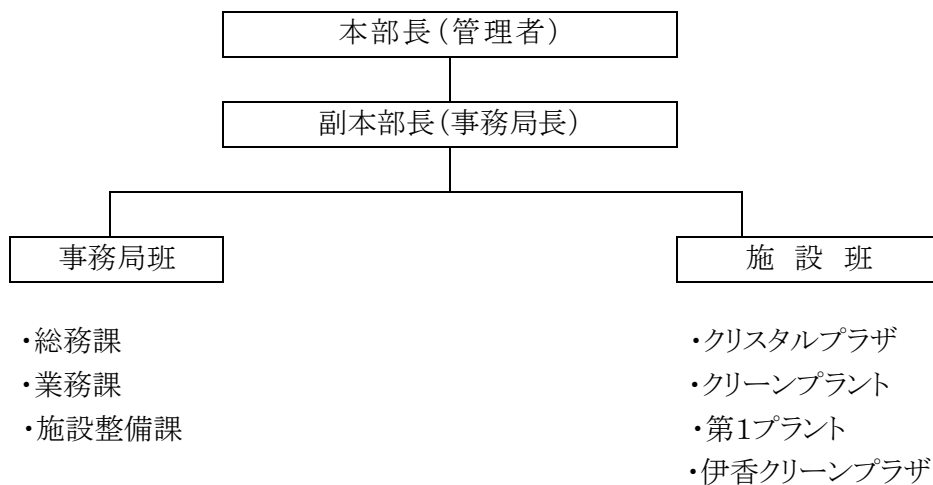 本部長(管理者)
副本部長(事務局長)
事務局班
・総務課
・業務課
・施設整備課
施 設 班
・クリスタルプラザ
・クリーンプラント
・第1プラント
・伊香クリーンプラザ